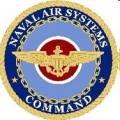 NAVAL AIR SYSTEMS
COMMAND